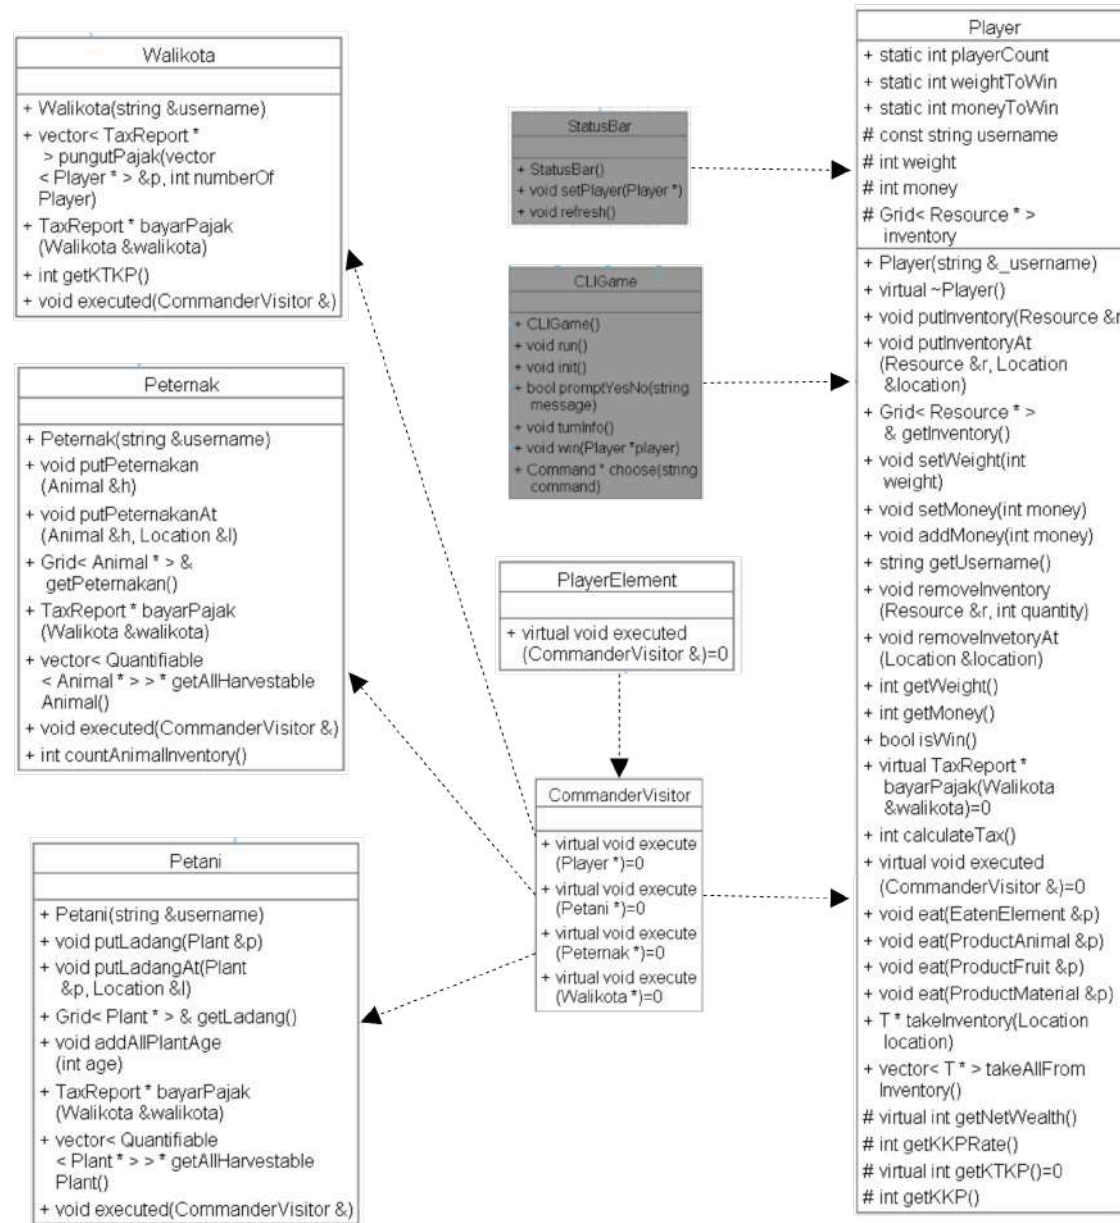 Walikota
+ Walikota(string &username)
+ vector< TaxReport *
> pungutPajak(vector
< Player * > &p, int numberOf
Player)
+ TaxReport * bayarPajak
(Walikota &walikota)
+ int getKTKP()
+ void executed(CommanderVisitor &)
Peternak
+ Peternak(string &username)
+ void putPeternakan
(Animal &h)
+ void putPeternakanAt
(Animal &h, Location &l)
+ Grid< Animal * > &
getPeternakan()
+ TaxReport * bayarPajak
(Walikota &walikota)
+ vector< Quantifiable
< Animal * > > * getAllHarvestable
Animal()
+ void executed(CommanderVisitor &)
+ int countAnimalInventory()
Petani
+ Petani(string &username)
+ void putLadang(Plant &p)
+ void putLadangAt(Plant
&p, Location &l)
+ Grid< Plant * > & getLadang()
+ void addAllPlantAge
(int age)
+ TaxReport * bayarPajak
(Walikota &walikota)
+ vector< Quantifiable
< Plant * > > * getAllHarvestable
Plant()
+ void executed(CommanderVisitor &)
StatusBar
+ StatusBar()
+ void setPlayer(Player *)
+ void refresh()
CLIGame
+ CLIGame()
+ void run()
+ void init()
+ bool promptYesNo(string
message)
+ void turnInfo()
+ void win(Player *player)
+ Command * choose(string
command)
PlayerElement
+ virtual void executed
(CommanderVisitor &)=0
CommanderVisitor
+ virtual void execute
(Player *)=0
+ virtual void execute
(Petani *)=0
+ virtual void execute
(Peternak *)=0
+ virtual void execute
(Walikota *)=0
Player
+ static int playerCount
+ static int weightToWin
+ static int moneyToWin
# const string username
# int weight
# int money
# Grid< Resource * >
inventory
+ Player(string &_username)
+ virtual ~Player()
+ void putInventory(Resource &r
+ void putInventoryAt
(Resource &r, Location
&location)
+ Grid< Resource * >
& getInventory()
+ void setWeight(int
weight)
+ void setMoney(int money)
+ void addMoney(int money)
+ string getUsername()
+ void removeInventory
(Resource &r, int quantity)
+ void removeInvetoryAt
(Location &location)
+ int getWeight()
+ int getMoney()
+ bool isWin()
+ virtual TaxReport *
bayarPajak(Walikota
&walikota)=0
+ int calculateTax()
+ virtual void executed
(CommanderVisitor &)=0
+ void eat(EatenElement &p)
+ void eat(ProductAnimal &p)
+ void eat(ProductFruit &p)
+ void eat(ProductMaterial &p)
+ T * takeInventory(Location
location)
+ vector< T * > takeAllFrom
Inventory()
# virtual int getNetWealth()
# int getKKPRate()
# virtual int getKTKP()=0
# int getKKP()